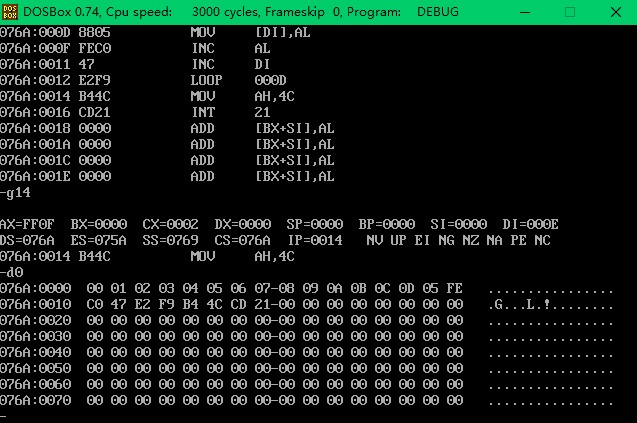 DOS BOX DOSBox 0.74, Cpu speed: 3000 cycles, Frameskip 0, Program: DEBUG
076A:000D 8805 MOV [DI],AL
076A:000F FEC0 INC AL
076A:0011 47 INC DI
076A:0012 E2F9 LOOP 000D
076A:0014 B44C MOV AH,4C
076A:0016 CD21 INT 21
076A:0018 0000 ADD [BX+SI],AL
076A:001A 0000 ADD [BX+SI],AL
076A:001C 0000 ADD [BX+SI],AL
076A:001E 0000 ADD [BX+SI],AL
-g14
AX=FF0F BX=0000 CX=0002 DX=0000 SP=0000 BP=0000 SI=0000 DI=000E
DS=076A ES=075A SS=0769 CS=076A IP=0014 NV UP EI NG NZ NA PE NC
076A:0014 B44C MOV AH,4C
-d0
076A:0000 00 01 02 03 04 05 06 07-08 09 0A 0B 0C 0D 05 FE ................
076A:0010 C0 47 E2 F9 B4 4C CD 21-00 00 00 00 00 00 00 00 .G...L.!........
076A:0020 00 00 00 00 00 00 00 00-00 00 00 00 00 00 00 00 ................
076A:0030 00 00 00 00 00 00 00 00-00 00 00 00 00 00 00 00 ................
076A:0040 00 00 00 00 00 00 00 00-00 00 00 00 00 00 00 00 ................
076A:0050 00 00 00 00 00 00 00 00-00 00 00 00 00 00 00 00 ................
076A:0060 00 00 00 00 00 00 00 00-00 00 00 00 00 00 00 00 ................
076A:0070 00 00 00 00 00 00 00 00-00 00 00 00 00 00 00 00 ................
-